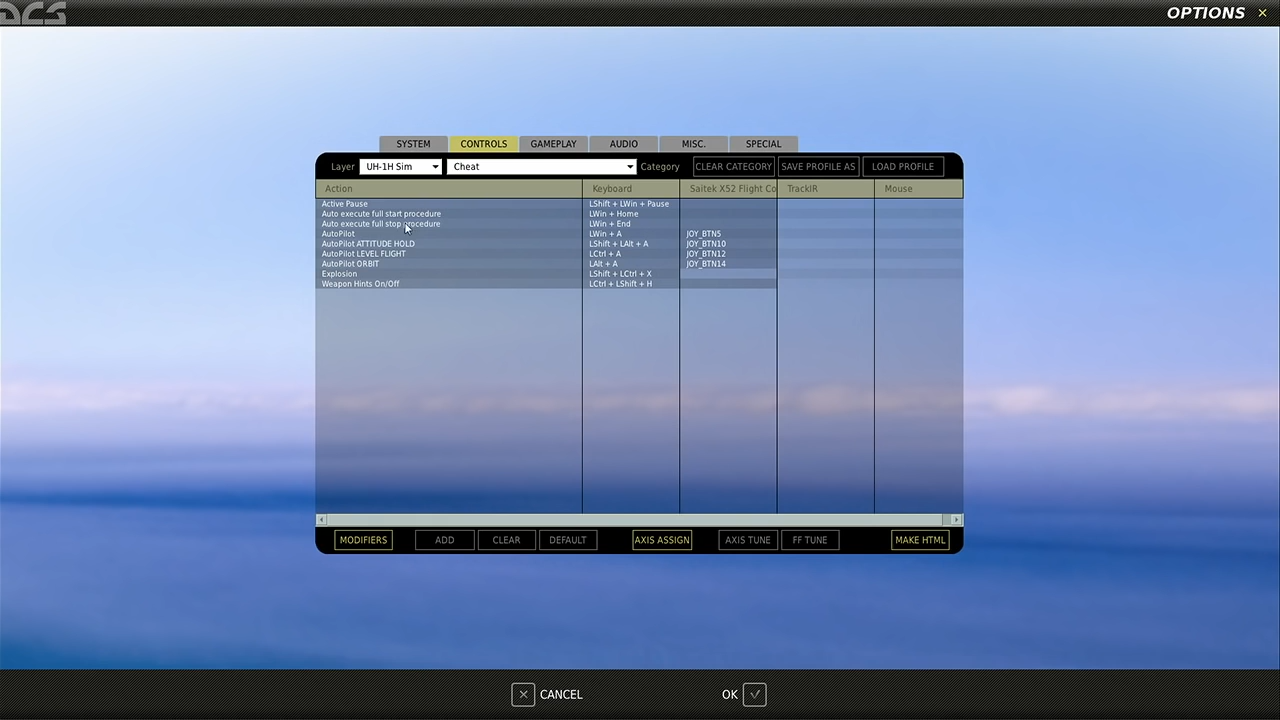 DCS OPTIONS ×
SYSTEM CONTROLS GAMEPLAY AUDIO MISC. SPECIAL
Layer UH-1H Sim Cheat Category CLEAR CATEGORY SAVE PROFILE AS LOAD PROFILE
Action Keyboard Saitek X52 Flight Co TrackIR Mouse
Active Pause LShift + LWin + Pause
Auto execute full start procedure LWin + Home
Auto execute full stop procedure LWin + End
AutoPilot LWin + A JOY_BTN5
AutoPilot ATTITUDE HOLD LShift + LAlt + A JOY_BTN10
AutoPilot LEVEL FLIGHT LCtrl + A JOY_BTN12
AutoPilot ORBIT LAlt + A JOY_BTN14
Explosion LShift + LCtrl + X
Weapon Hints On/Off LCtrl + LShift + H
MODIFIERS ADD CLEAR DEFAULT AXIS ASSIGN AXIS TUNE FF TUNE MAKE HTML
CANCEL OK